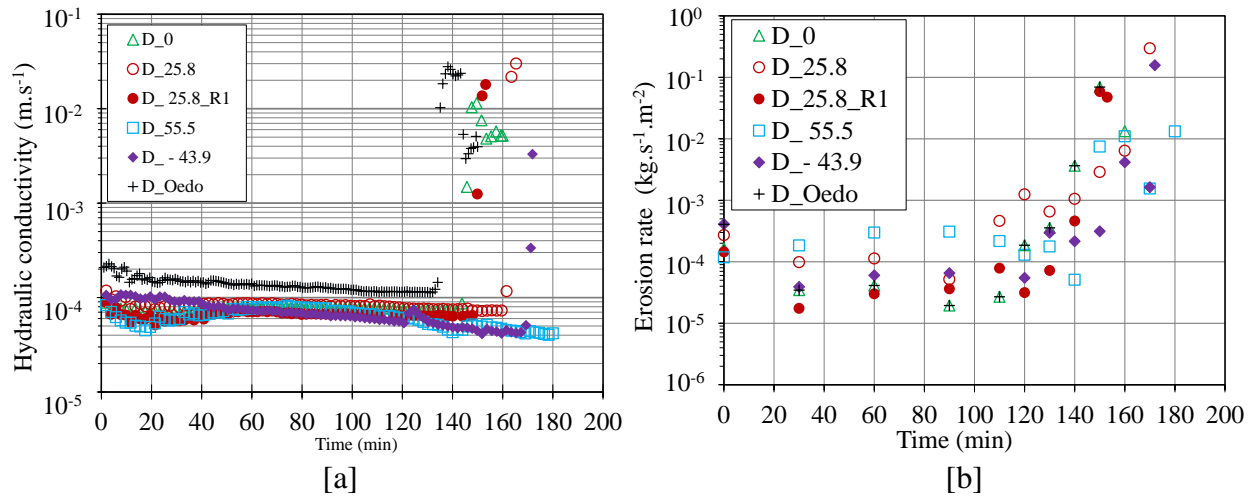 10-1
10-2
10-3
10-4
10-5
Hydraulic conductivity (m.s-1)
D_0
D_25.8
D_ 25.8_R1
D_ 55.5
D_ - 43.9
D_Oedo
0 20 40 60 80 100 120 140 160 180 200
Time (min)
[a]
100
10-1
10-2
10-3
10-4
10-5
10-6
Erosion rate (kg.s-1.m-2)
D_0
D_25.8
D_25.8_R1
D_ 55.5
D_ - 43.9
D_Oedo
0 20 40 60 80 100 120 140 160 180 200
Time (min)
[b]